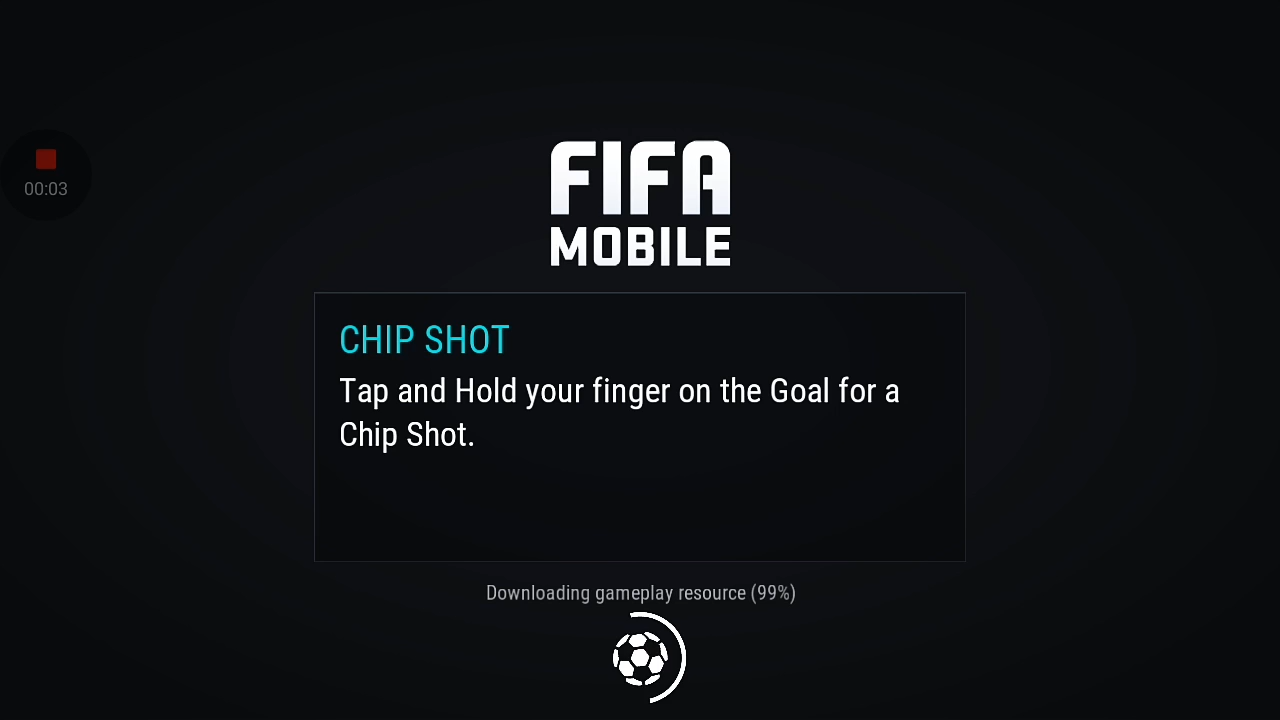 00:03
FIFA
MOBILE
CHIP SHOT
Tap and Hold your finger on the Goal for a
Chip Shot.
Downloading gameplay resource (99%)